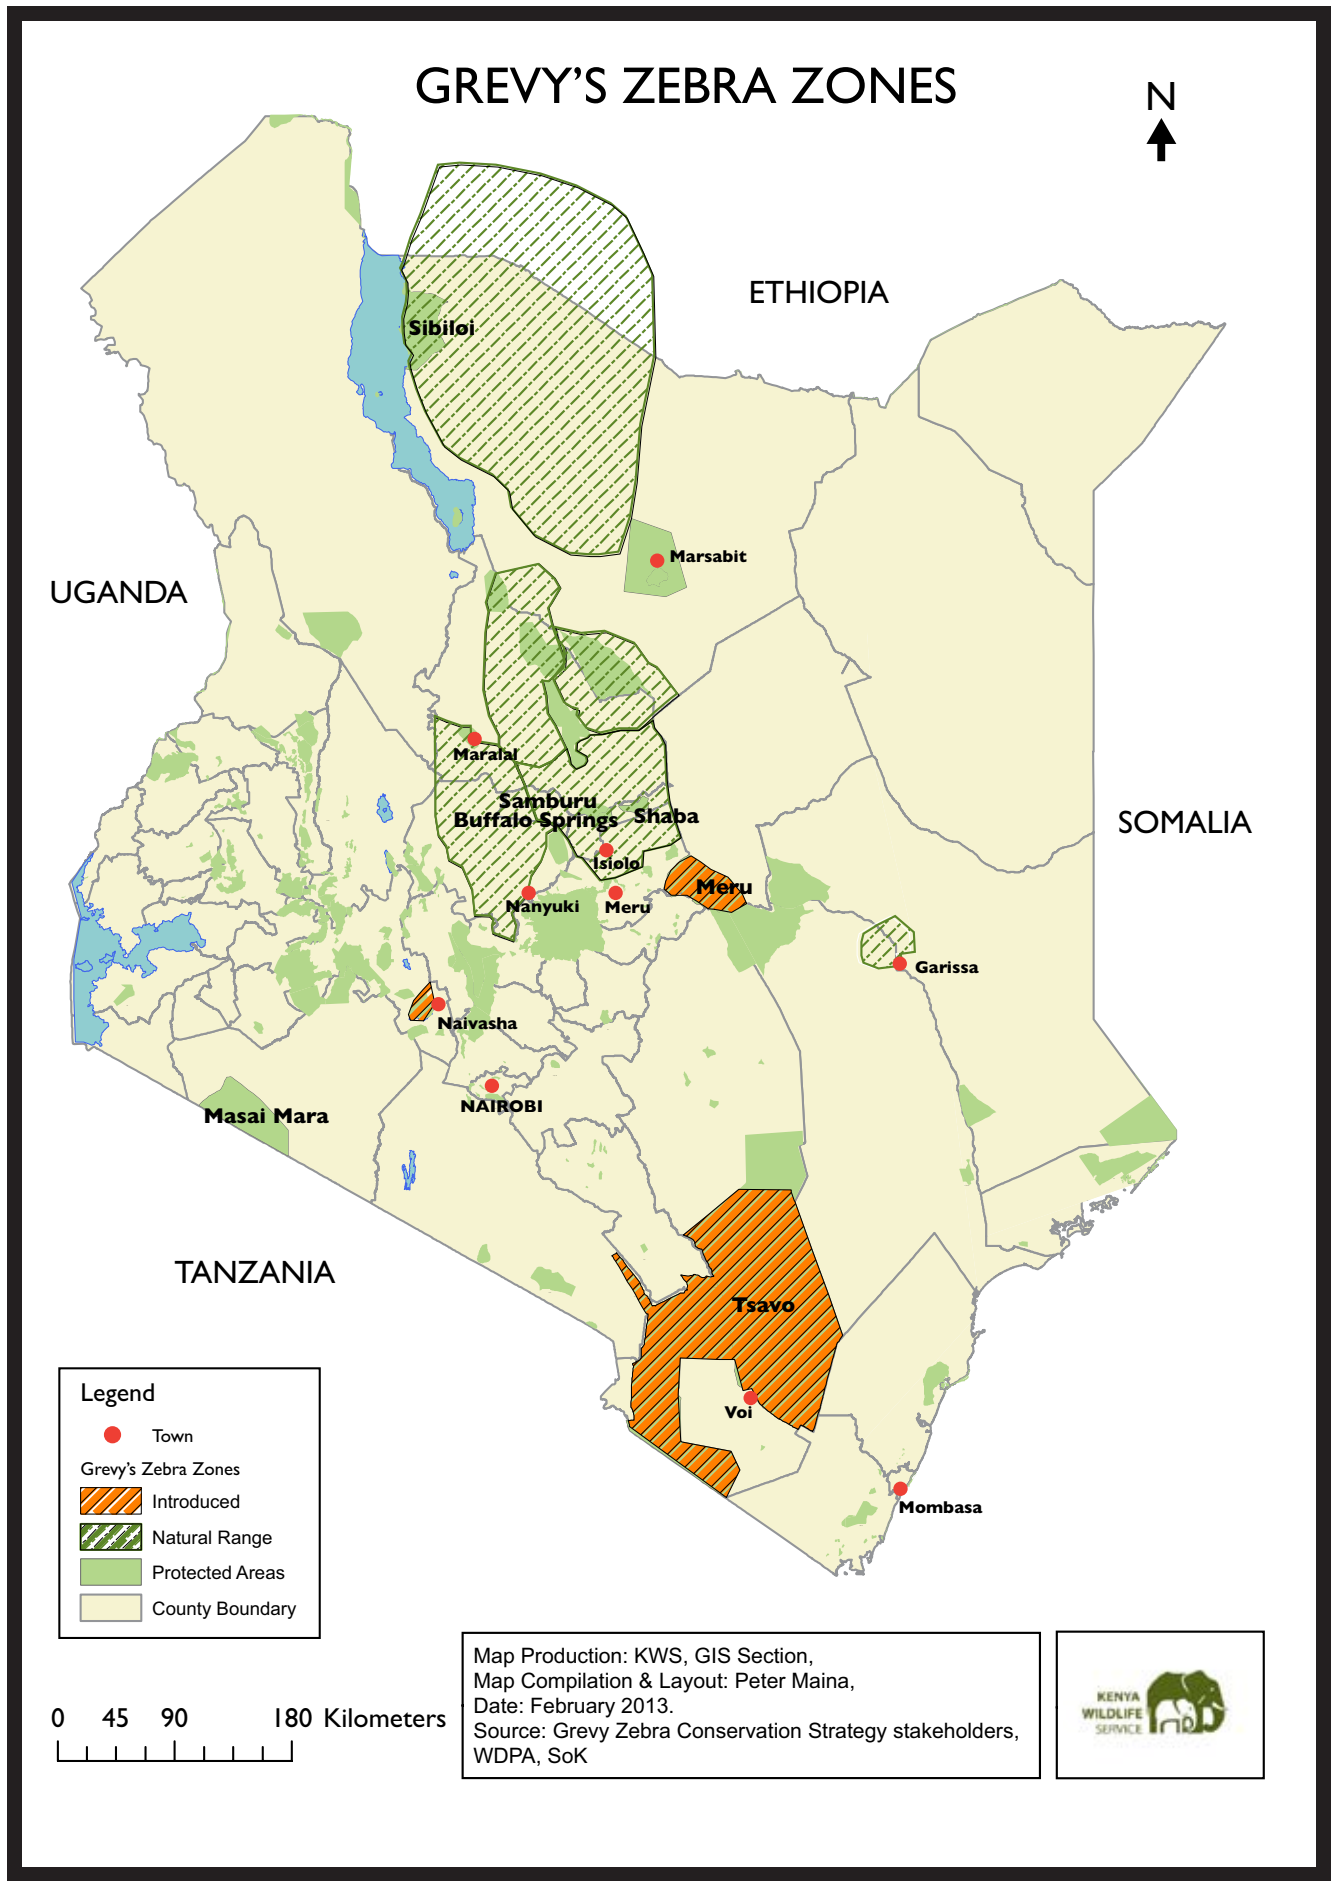 GREVY'S ZEBRA ZONES
N
ETHIOPIA
Sibiloi
Marsabit
UGANDA
Maralal
Samburu
Buffalo Springs
Shaba
SOMALIA
Isiolo
Meru
Nanyuki
Meru
Garissa
Naivasha
NAIROBI
Masai Mara
TANZANIA
Tsavo
Voi
Mombasa
Legend
Town
Grevy's Zebra Zones
Introduced
Natural Range
Protected Areas
County Boundary
0 45 90 180 Kilometers
Map Production: KWS, GIS Section,
Map Compilation & Layout: Peter Maina,
Date: February 2013.
Source: Grevy Zebra Conservation Strategy stakeholders,
WDPA, SoK
KENYA
WILDLIFE
SERVICE